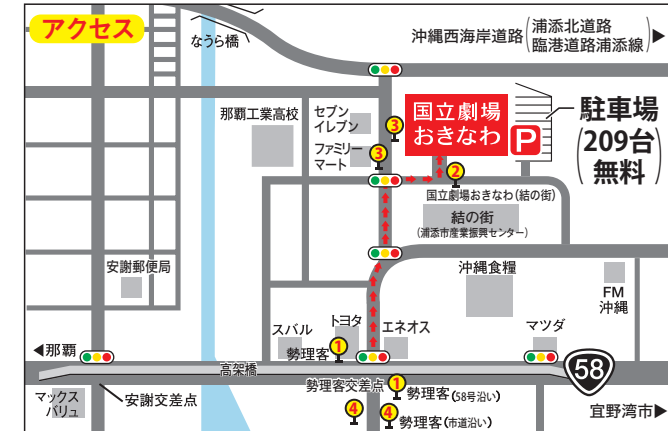 アクセス
なうら橋
沖縄西海岸道路
浦添北道路
臨港道路浦添線
那覇工業高校
セブン
イレブン
ファミリー
マート
3
3
国立劇場
おきなわ
P
駐車場
(209台
無料)
2
国立劇場おきなわ(結の街)
結の街
(浦添市産業振興センター)
安謝郵便局
沖縄食糧
FM
沖縄
スバル
トヨタ
エネオス
マツダ
勢理客
1
◀那覇
高架橋
58
マックス
バリュ
安謝交差点
勢理客交差点
1
勢理客(58号沿い)
4
4
勢理客(市道沿い)
宜野湾市▶